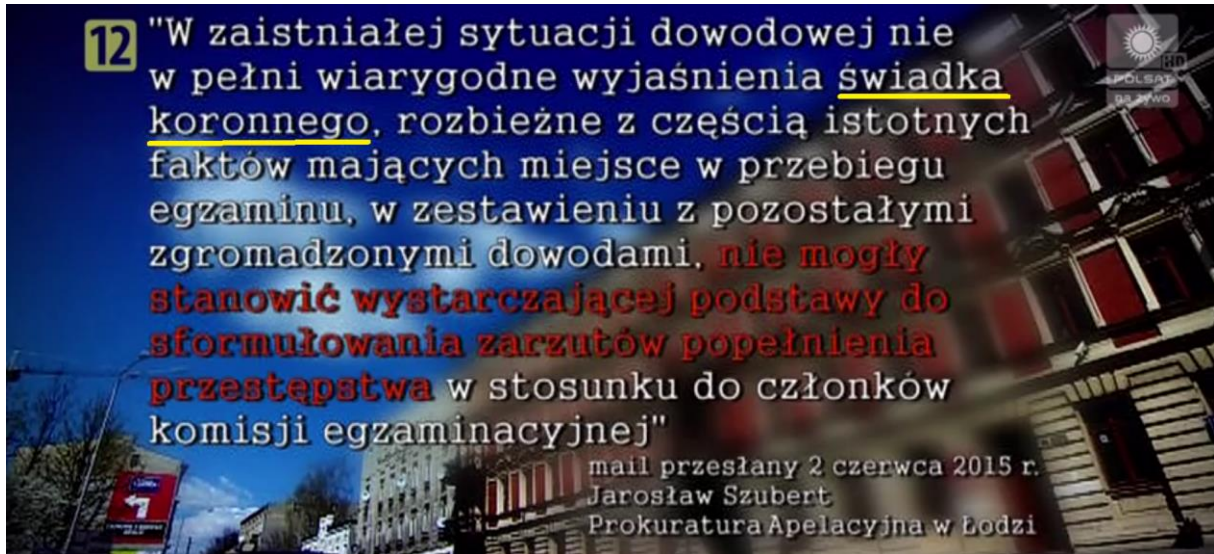 12
"W zaistniałej sytuacji dowodowej nie
w pełni wiarygodne wyjaśnienia świadka
koronnego, rozbieżne z częścią istotnych
faktów mających miejsce w przebiegu
egzaminu, w zestawieniu z pozostałymi
zgromadzonymi dowodami, nie mogły
stanowić wystarczającej podstawy do
sformułowania zarzutów popełnienia
przestępstwa w stosunku do członków
komisji egzaminacyjnej"
mail przesłany 2 czerwca 2015 r.
Jarosław Szubert
Prokuratura Apelacyjna w Łodzi
HD
POLSAT
na żywo